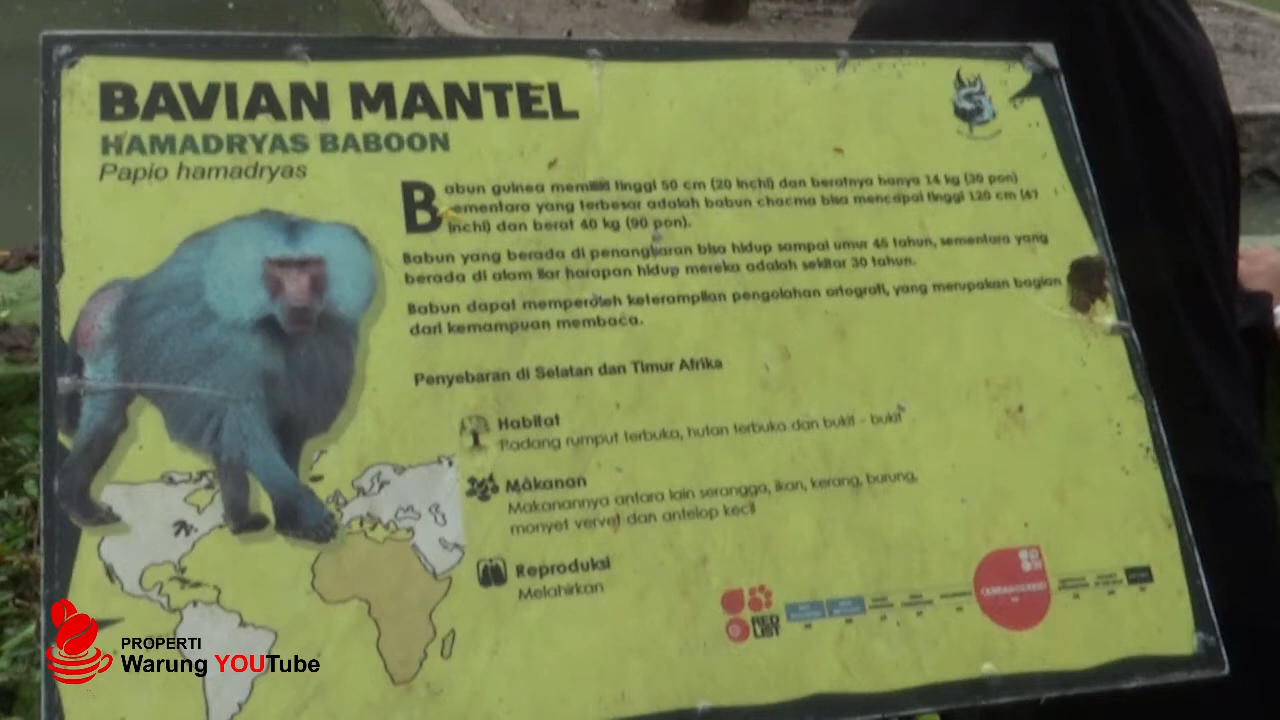 BAVIAN MANTEL
HAMADRYAS BABOON
Papio hamadryas
Babun guinea memiliki tinggi 50 cm (20 inchi) dan beratnya hanya 14 kg (30 pon)
sementara yang terbesar adalah babun chacma bisa mencapai tinggi 120 cm (47
inchi) dan berat 40 kg (90 pon).
Babun yang berada di penangkaran bisa hidup sampai umur 45 tahun, sementara yang
berada di alam liar harapan hidup mereka adalah sekitar 30 tahun.
Babun dapat memperoleh keterampilan pengolahan ortografi, yang merupakan bagian
dari kemampuan membaca.
Penyebaran di Selatan dan Timur Afrika
Habitat
Padang rumput terbuka, hutan terbuka dan bukit - bukit
Makanan
Makanannya antara lain serangga, ikan, kerang, burung,
monyet vervet dan antelop kecil
Reproduksi
Melahirkan
RED
LIST
PROPERTI
Warung YOUTube